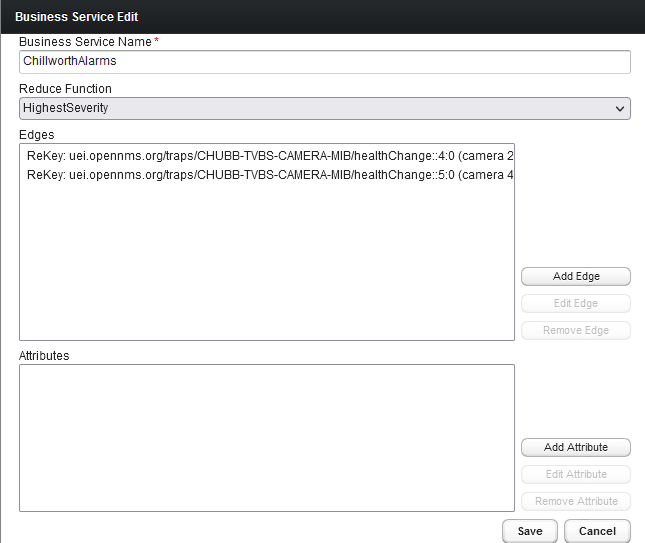 Business Service Edit
Business Service Name*
ChillworthAlarms
Reduce Function
HighestSeverity
Edges
ReKey: uei.opennms.org/traps/CHUBB-TVBS-CAMERA-MIB/healthChange::4:0 (camera 2
ReKey: uei.opennms.org/traps/CHUBB-TVBS-CAMERA-MIB/healthChange::5:0 (camera 4
Add Edge
Edit Edge
Remove Edge
Attributes
Add Attribute
Edit Attribute
Remove Attribute
Save Cancel